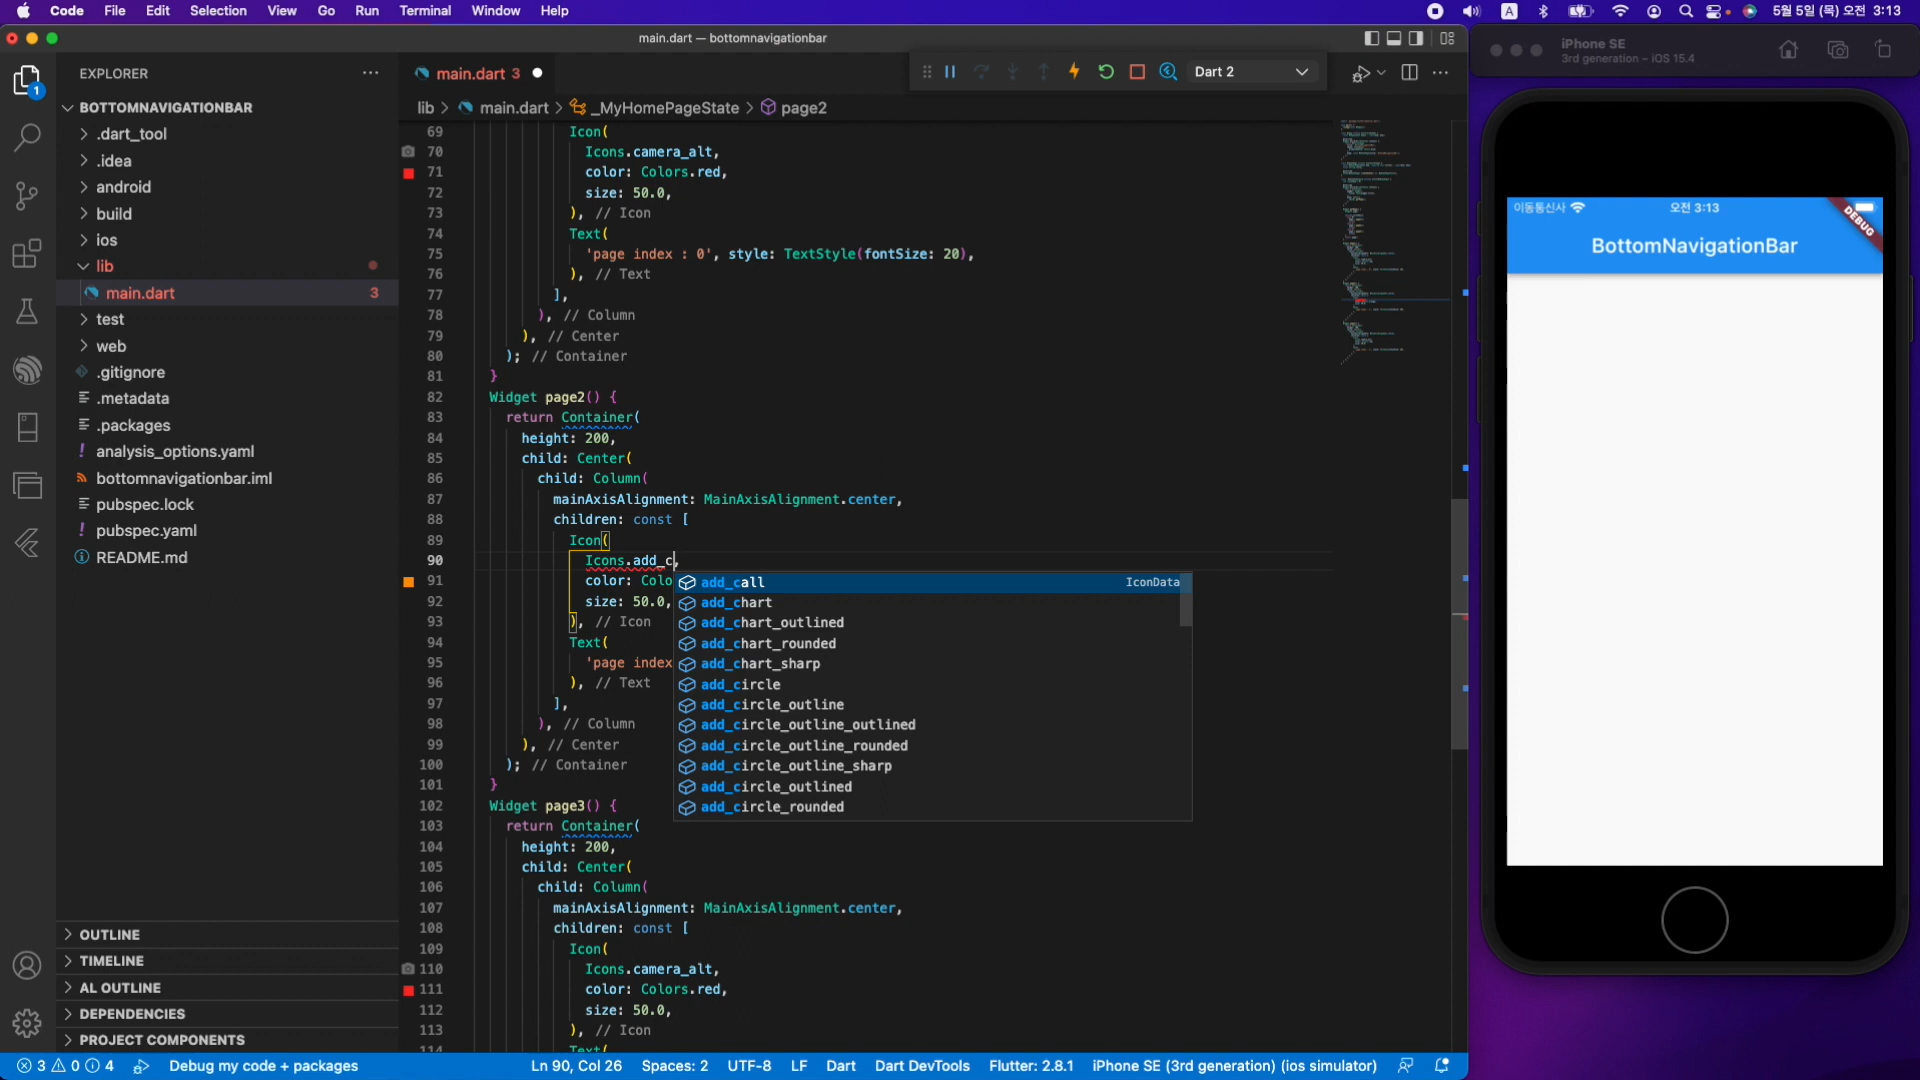 Code File Edit Selection View Go Run Terminal Window Help
A 5월 5일 (목) 오전 3:13
main.dart — bottomnavigationbar
iPhone SE
3rd generation – iOS 15.4
EXPLORER
main.dart 3
Dart 2
1
BOTTOMNAVIGATIONBAR
lib > main.dart > _MyHomePageState > page2
.dart_tool
.idea
android
build
ios
lib
main.dart 3
test
web
.gitignore
.metadata
.packages
analysis_options.yaml
bottomnavigationbar.iml
pubspec.lock
pubspec.yaml
README.md
OUTLINE
TIMELINE
AL OUTLINE
DEPENDENCIES
PROJECT COMPONENTS
69 Icon(
70 Icons.camera_alt,
71 color: Colors.red,
72 size: 50.0,
73 ), // Icon
74 Text(
75 'page index : 0', style: TextStyle(fontSize: 20),
76 ), // Text
77 ],
78 ), // Column
79 ), // Center
80 ); // Container
81 }
82 Widget page2() {
83 return Container(
84 height: 200,
85 child: Center(
86 child: Column(
87 mainAxisAlignment: MainAxisAlignment.center,
88 children: const [
89 Icon(
90 Icons.add_c,
91 color: Colo
92 size: 50.0,
93 ), // Icon
94 Text(
95 'page index
96 ), // Text
97 ],
98 ), // Column
99 ), // Center
100 ); // Container
101 }
102 Widget page3() {
103 return Container(
104 height: 200,
105 child: Center(
106 child: Column(
107 mainAxisAlignment: MainAxisAlignment.center,
108 children: const [
109 Icon(
110 Icons.camera_alt,
111 color: Colors.red,
112 size: 50.0,
113 ), // Icon
114 Text(
add_call IconData
add_chart
add_chart_outlined
add_chart_rounded
add_chart_sharp
add_circle
add_circle_outline
add_circle_outline_outlined
add_circle_outline_rounded
add_circle_outline_sharp
add_circle_outlined
add_circle_rounded
이동통신사 오전 3:13
DEBUG
BottomNavigationBar
3 0 4 Debug my code + packages Ln 90, Col 26 Spaces: 2 UTF-8 LF Dart Dart DevTools Flutter: 2.8.1 iPhone SE (3rd generation) (ios simulator)